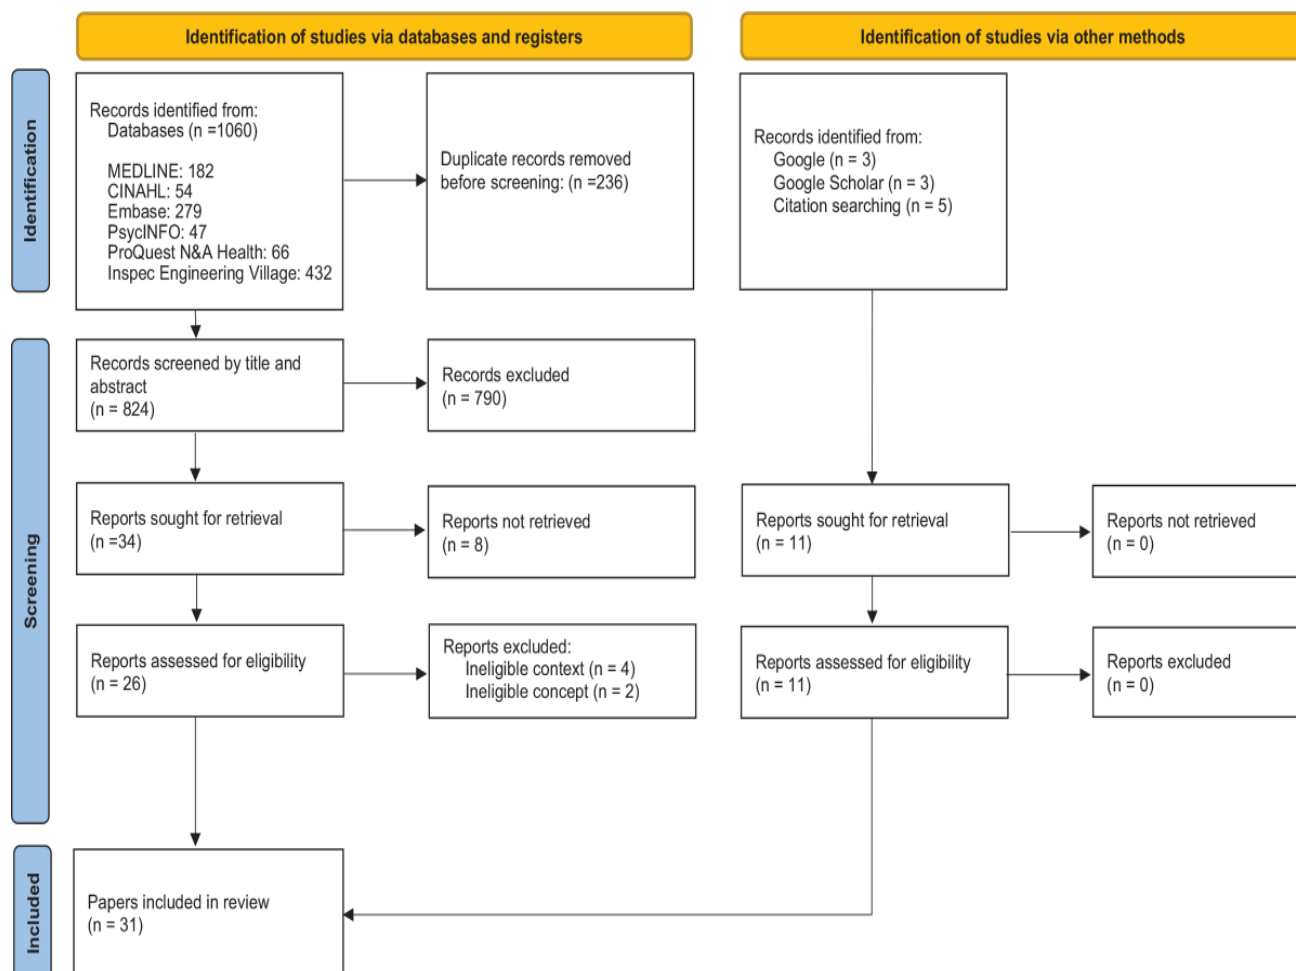 Identification of studies via databases and registers
Identification of studies via other methods
Identification
Records identified from:
Databases (n =1060)
MEDLINE: 182
CINAHL: 54
Embase: 279
PsycINFO: 47
ProQuest N&A Health: 66
Inspec Engineering Village: 432
Duplicate records removed
before screening: (n =236)
Records identified from:
Google (n = 3)
Google Scholar (n = 3)
Citation searching (n = 5)
Screening
Records screened by title and
abstract
(n = 824)
Records excluded
(n = 790)
Reports sought for retrieval
(n =34)
Reports not retrieved
(n = 8)
Reports sought for retrieval
(n = 11)
Reports not retrieved
(n = 0)
Reports assessed for eligibility
(n = 26)
Reports excluded:
Ineligible context (n = 4)
Ineligible concept (n = 2)
Reports assessed for eligibility
(n = 11)
Reports excluded
(n = 0)
Included
Papers included in review
(n = 31)